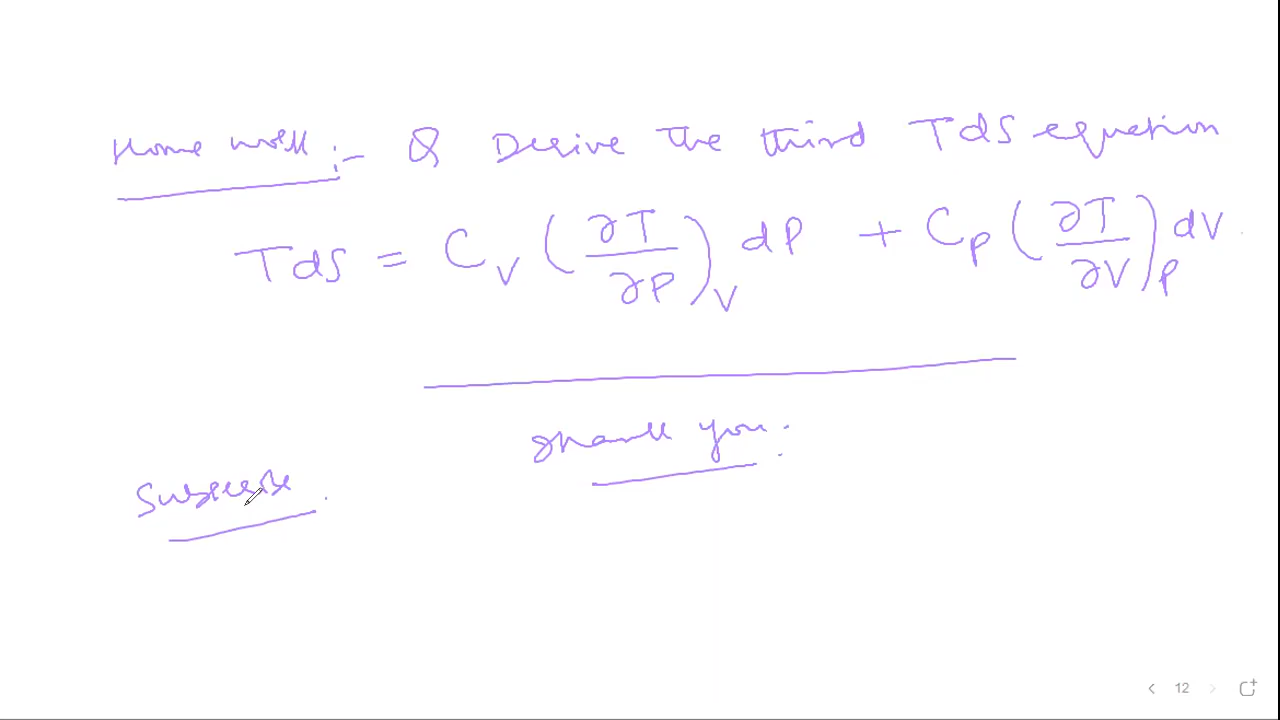 Home work :- Q Derive the third TdS equation
TdS = C_V (∂T/∂P)_V dP + C_P (∂T/∂V)_P dV
Thank you.
Subscribe
12